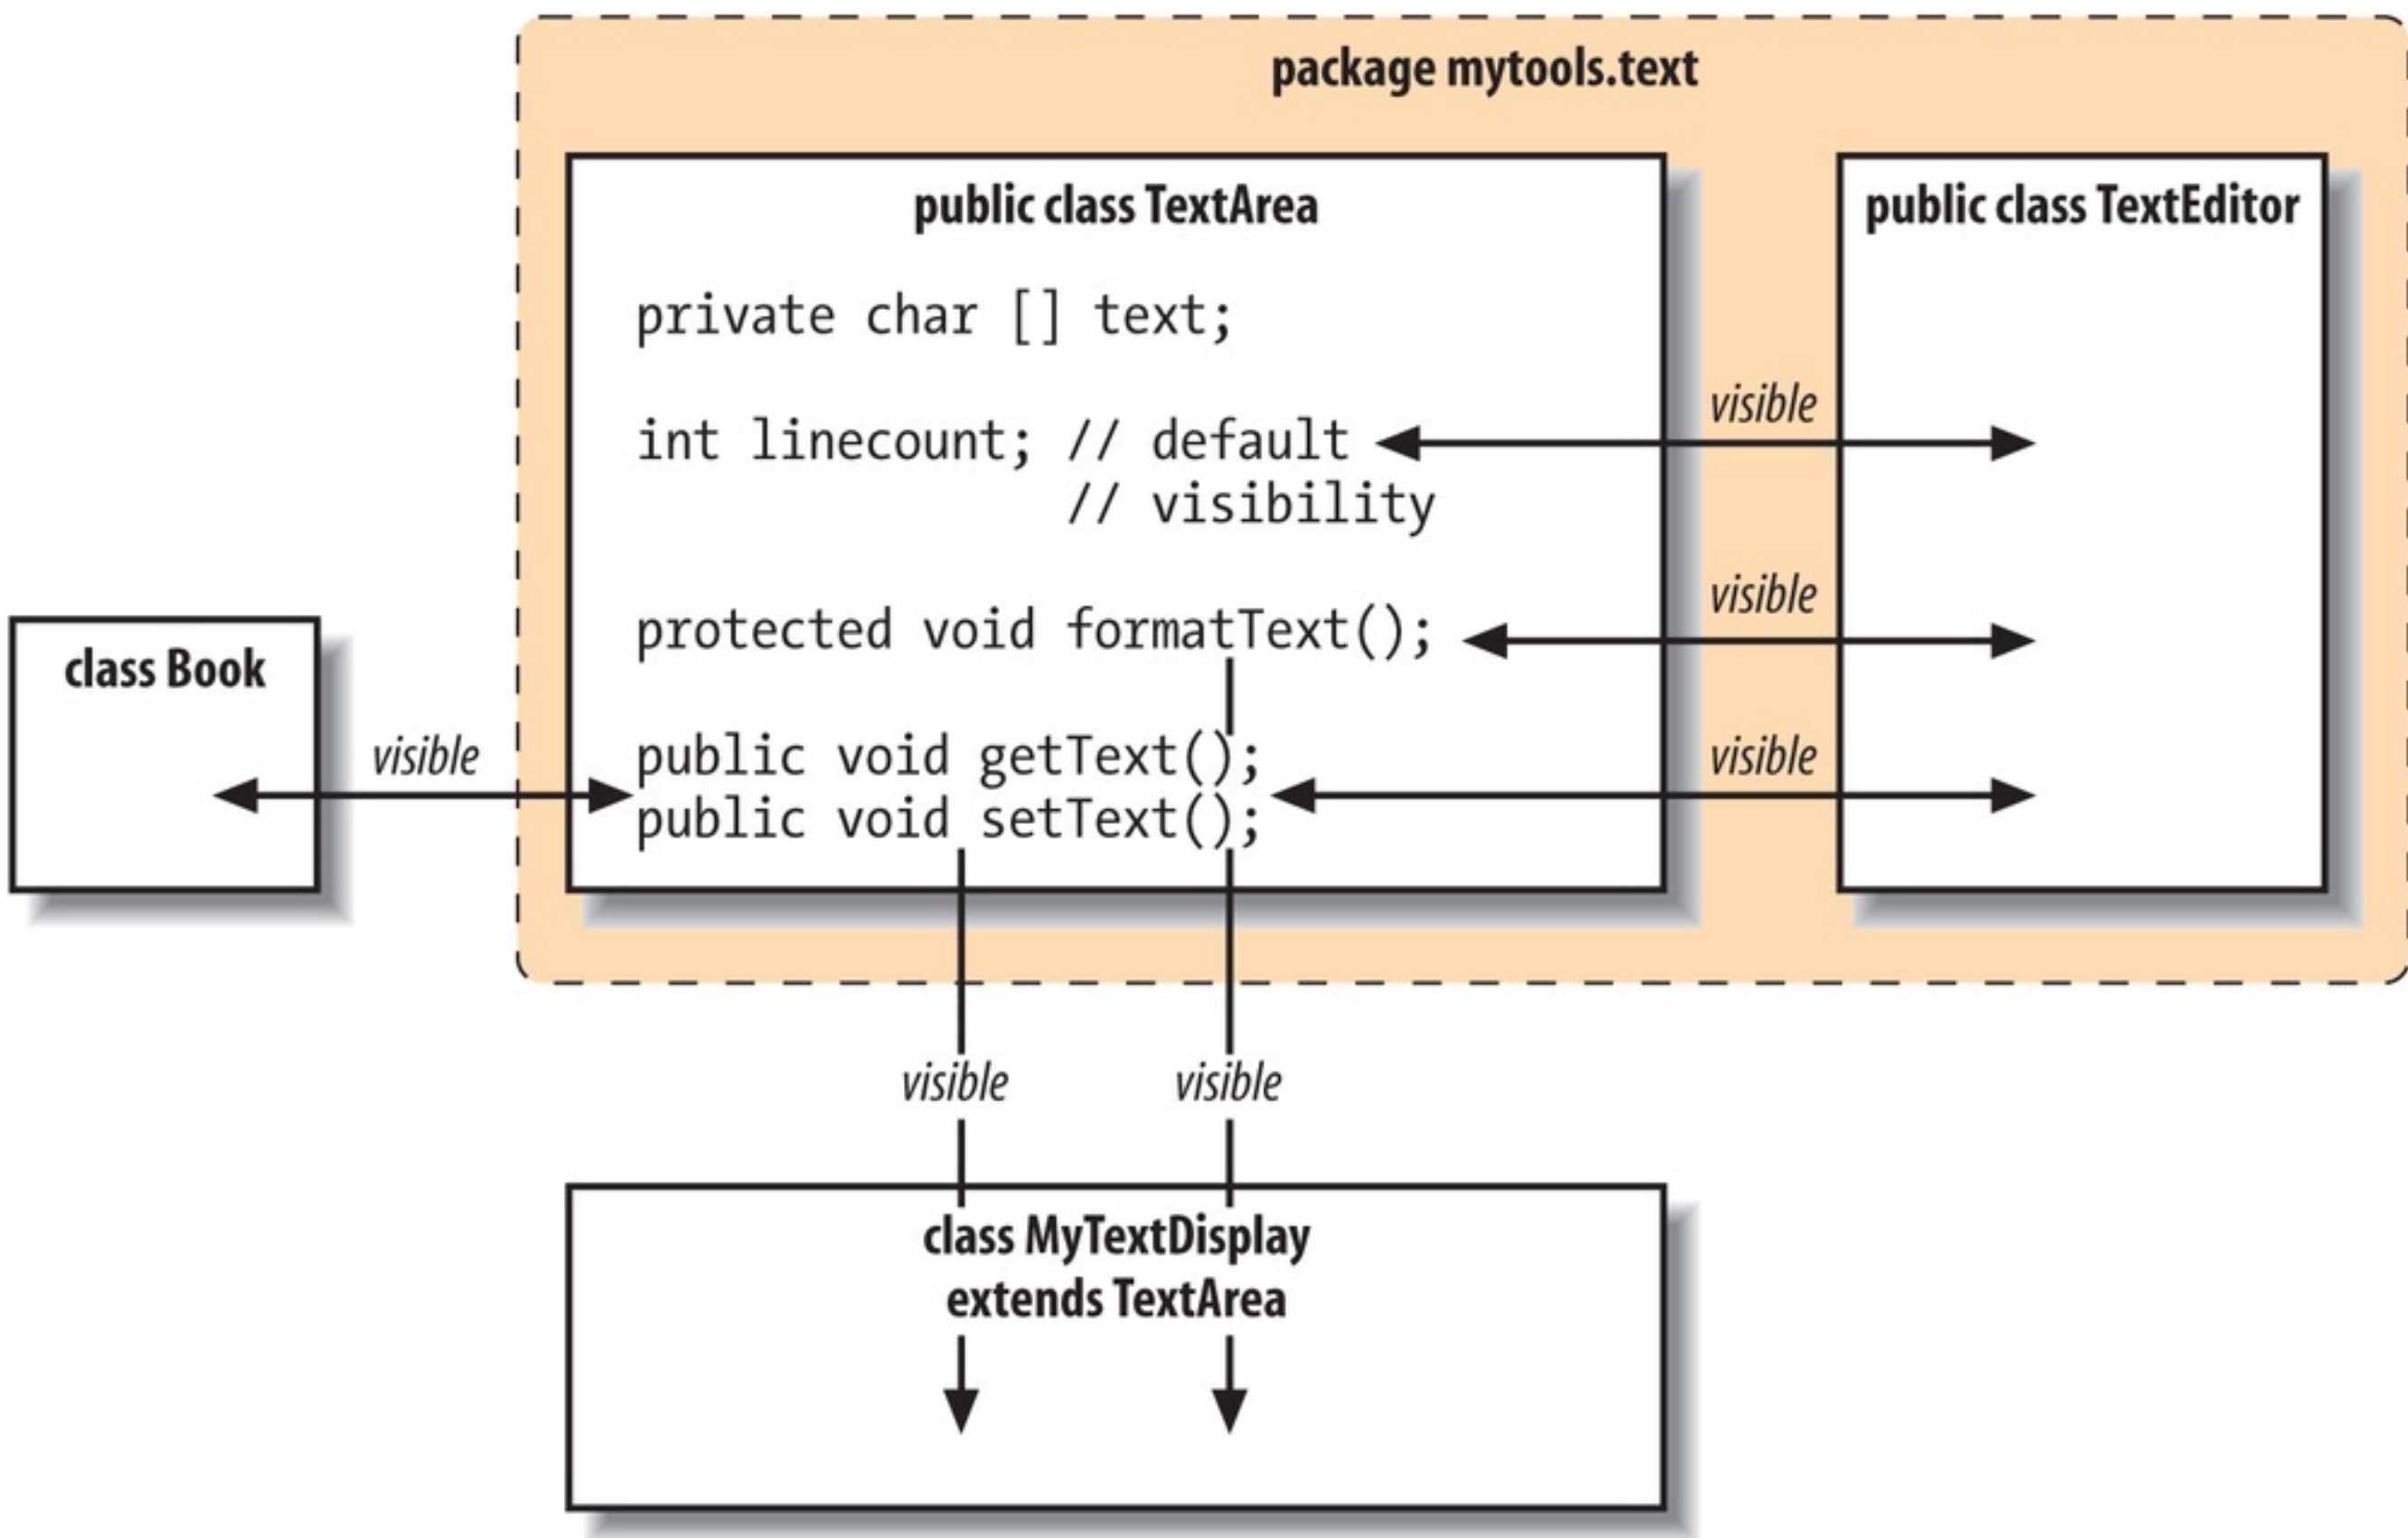 package mytools.text
public class TextArea
private char [] text;
int linecount; // default
// visibility
protected void formatText();
public void getText();
public void setText();
public class TextEditor
visible
visible
visible
class Book
visible
visible
visible
class MyTextDisplay
extends TextArea